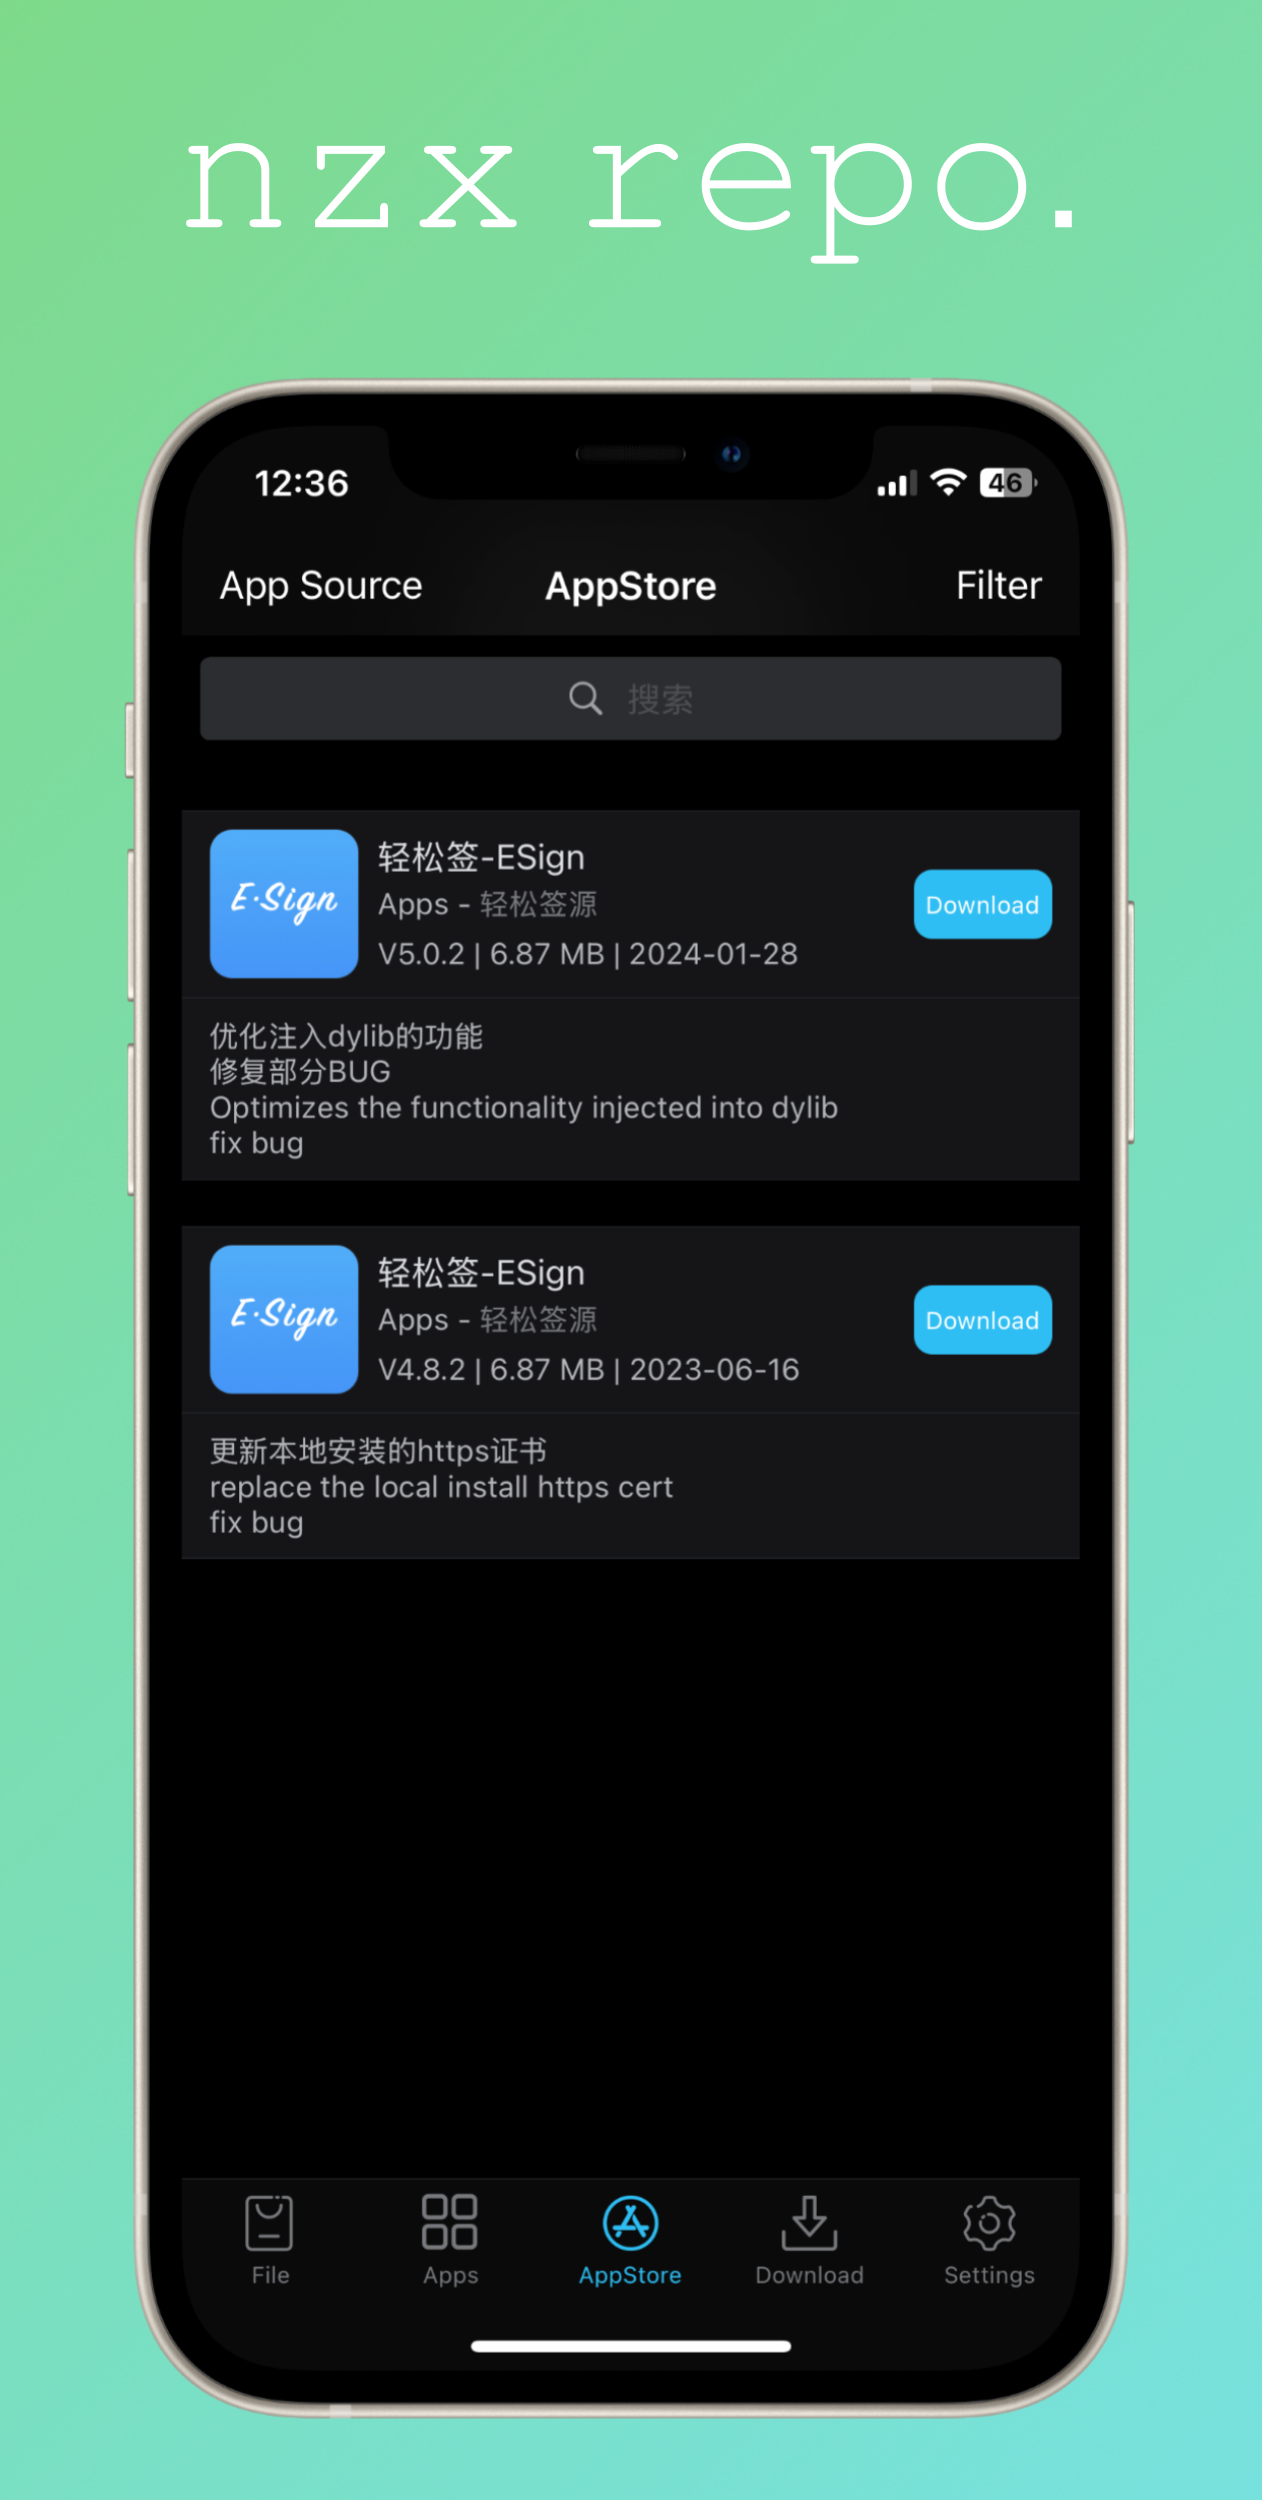 nzx repo.
12:36
46
App Source
AppStore
Filter
搜索
E·Sign
轻松签-ESign
Apps - 轻松签源
V5.0.2 | 6.87 MB | 2024-01-28
Download
优化注入dylib的功能
修复部分BUG
Optimizes the functionality injected into dylib
fix bug
E·Sign
轻松签-ESign
Apps - 轻松签源
V4.8.2 | 6.87 MB | 2023-06-16
Download
更新本地安装的https证书
replace the local install https cert
fix bug
File
Apps
AppStore
Download
Settings